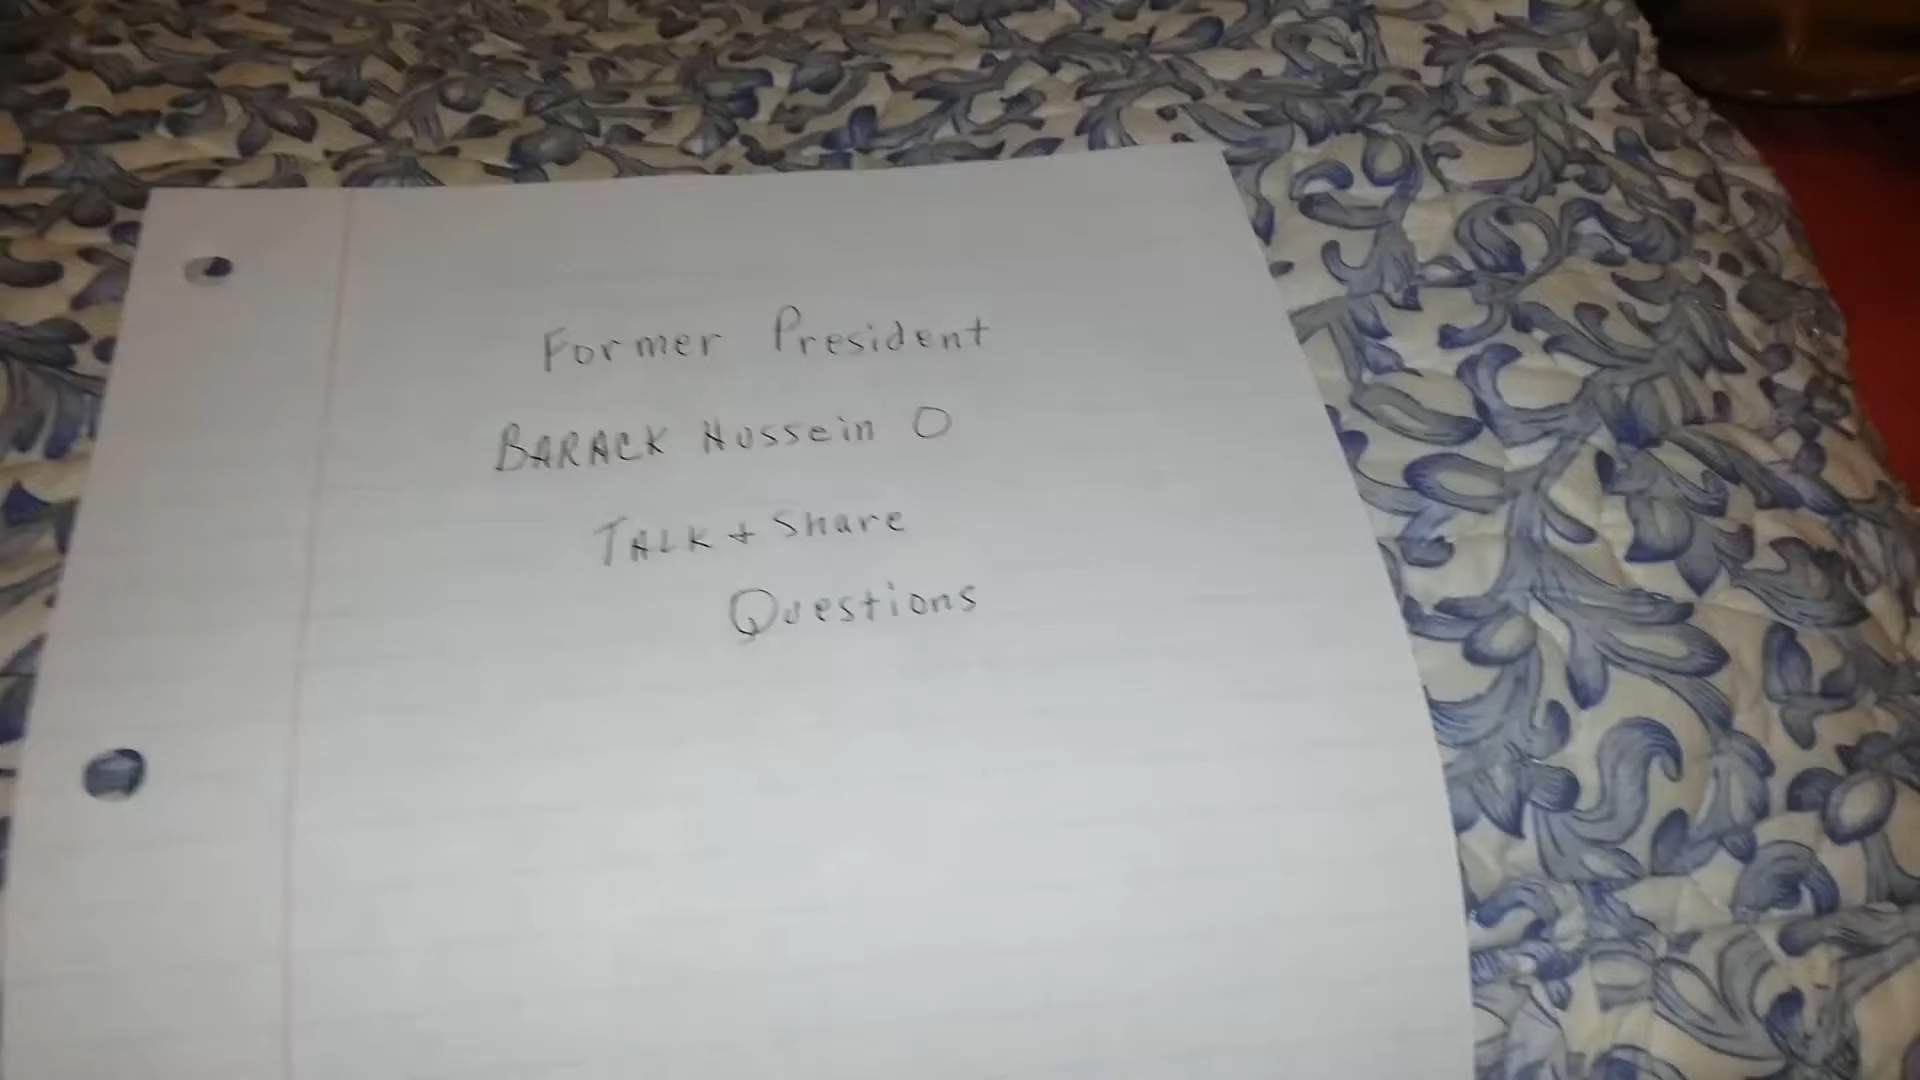 Former President
BARACK Hussein O
TALK + Share
Questions